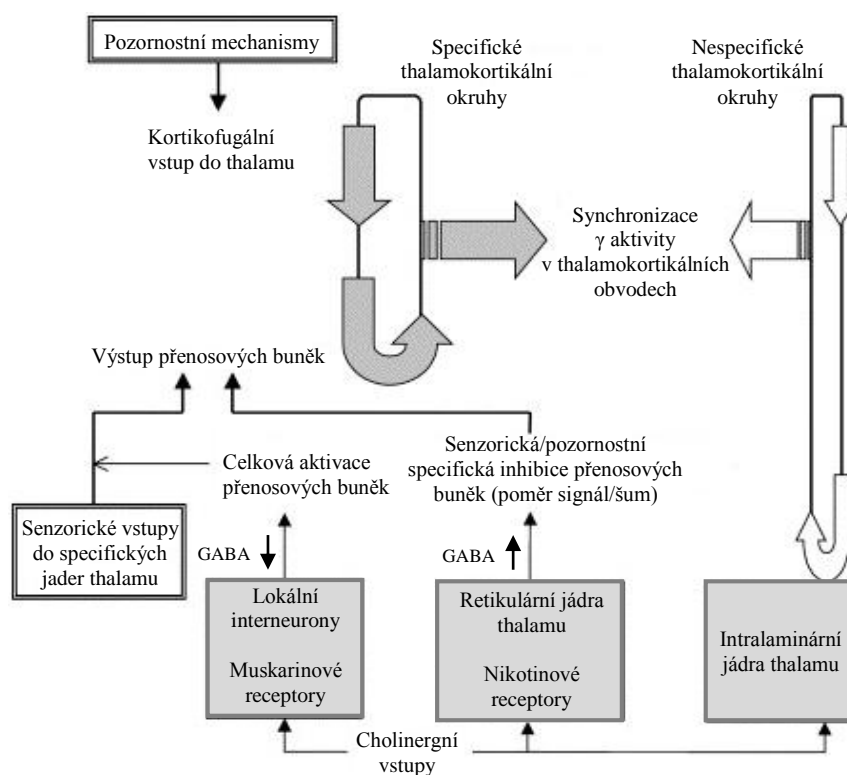 Pozornostní mechanismy
Kortikofugální
vstup do thalamu
Specifické
thalamokortikální
okruhy
Nespecifické
thalamokortikální
okruhy
Synchronizace
γ aktivity
v thalamokortikálních
obvodech
Výstup přenosových buněk
Celková aktivace
přenosových buněk
Senzorická/pozornostní
specifická inhibice přenosových
buněk (poměr signál/šum)
Senzorické vstupy
do specifických
jader thalamu
GABA
GABA
Lokální
interneurony
Muskarinové
receptory
Retikulární jádra
thalamu
Nikotinové
receptory
Intralaminární
jádra thalamu
Cholinergní
vstupy